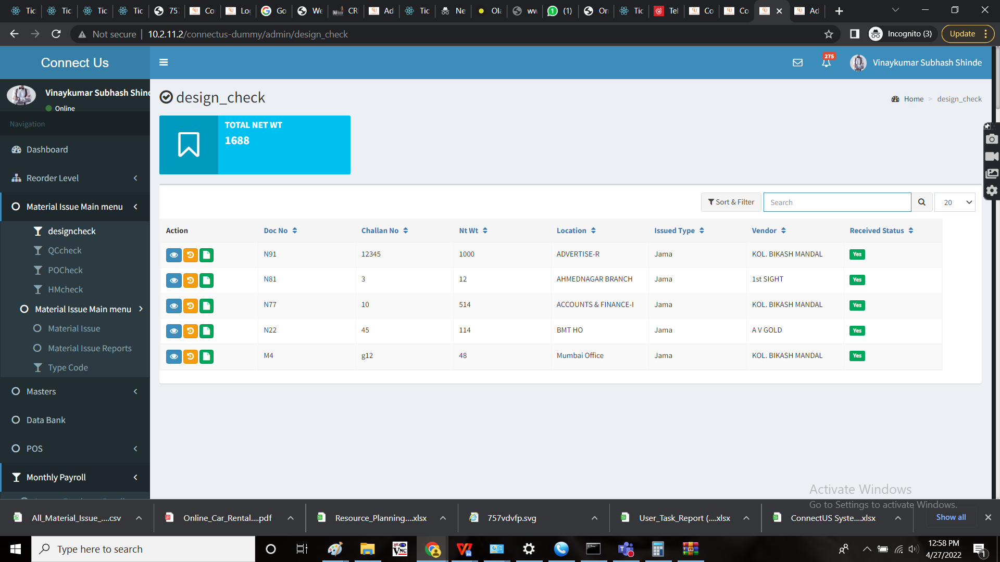 Tic Tic Tic Tic 757 Co Log Go We CR Ad Tic Ne Ola ww (1) On Tic Tel Co Co Ad
Not secure 10.2.11.2/connectus-dummy/admin/design_check Incognito (3) Update
Connect Us
275
Vinaykumar Subhash Shinde
Vinaykumar Subhash Shind
Online
Navigation
Dashboard
Reorder Level
Material Issue Main menu
designcheck
QCcheck
POCheck
HMcheck
Material Issue Main menu
Material Issue
Material Issue Reports
Type Code
Masters
Data Bank
POS
Monthly Payroll
design_check
Home > design_check
TOTAL NET WT
1688
Sort & Filter Search 20
Action Doc No Challan No Nt Wt Location Issued Type Vendor Received Status
N91 12345 1000 ADVERTISE-R Jama KOL. BIKASH MANDAL Yes
N81 3 12 AHMEDNAGAR BRANCH Jama 1st SIGHT Yes
N77 10 514 ACCOUNTS & FINANCE-I Jama KOL. BIKASH MANDAL Yes
N22 45 114 BMT HO Jama A V GOLD Yes
M4 g12 48 Mumbai Office Jama KOL. BIKASH MANDAL Yes
Activate Windows
Go to Settings to activate Windows.
All_Material_Issue_....csv Online_Car_Rental....pdf Resource_Planning....xlsx 757vdvfp.svg User_Task_Report (....xlsx ConnectUS Syste....xlsx Show all
Type here to search
12:58 PM
4/27/2022
1